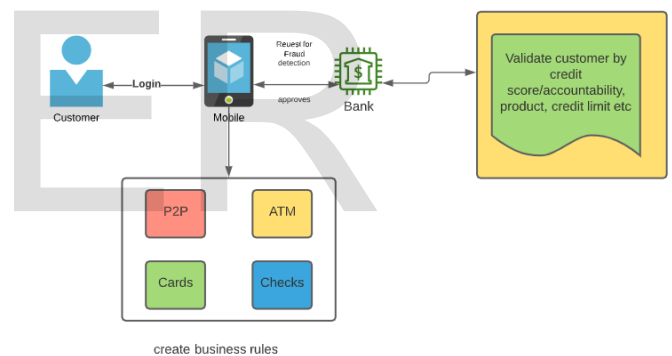 ER
Reuest for
Fraud
detection
Login
approves
Customer
Mobile
Bank
Validate customer by
credit
score/accountability,
product, credit limit etc
P2P
ATM
Cards
Checks
create business rules